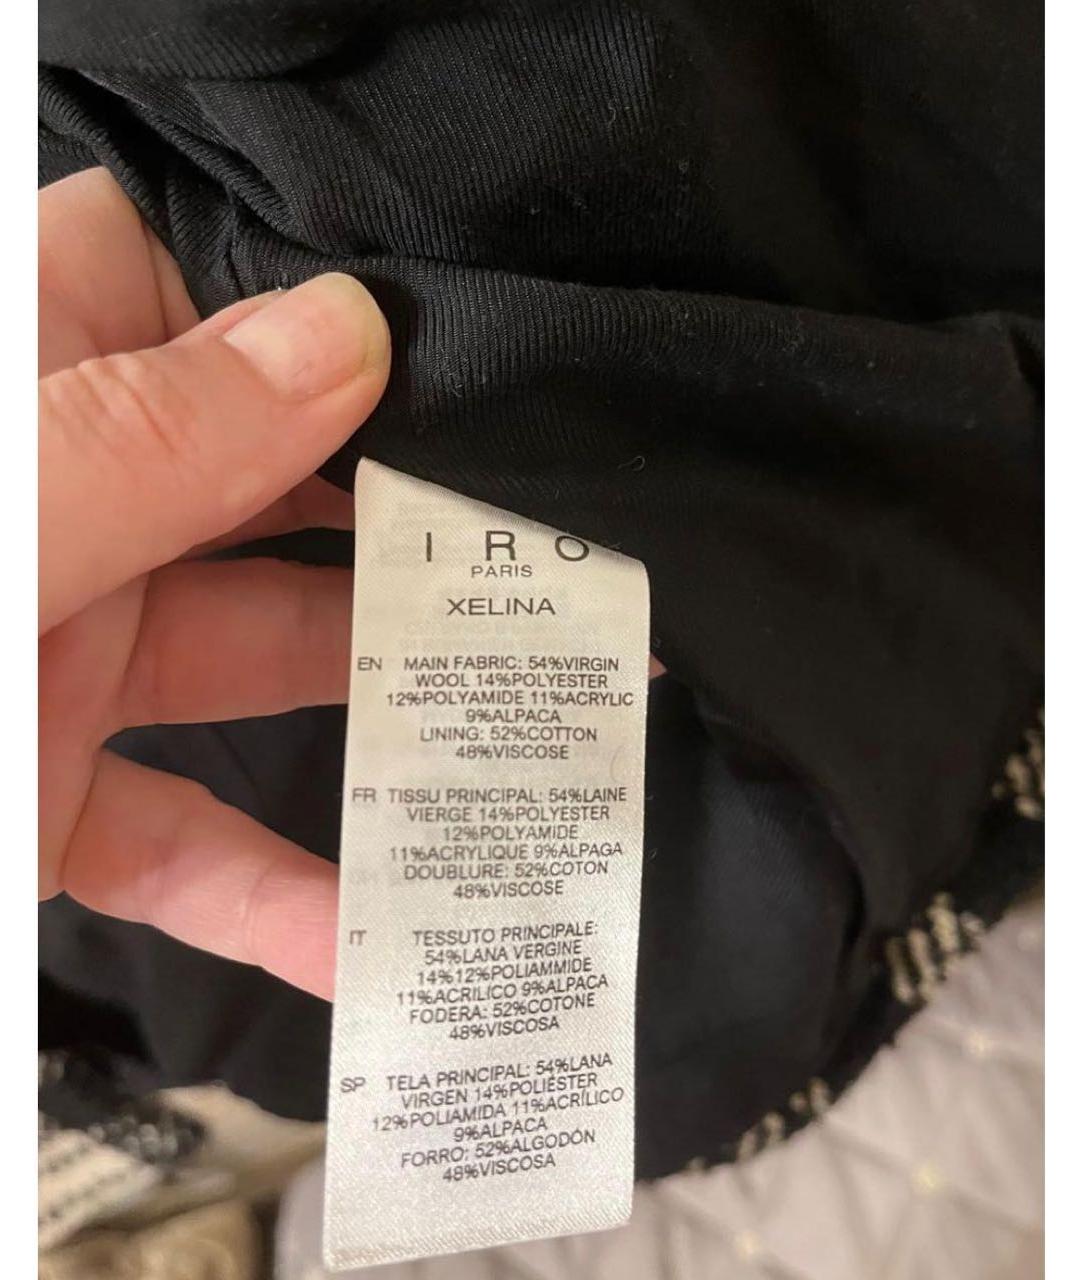 I R O
PARIS
XELINA
EN MAIN FABRIC: 54%VIRGIN
WOOL 14%POLYESTER
12%POLYAMIDE 11%ACRYLIC
9%ALPACA
LINING: 52%COTTON
48%VISCOSE
FR TISSU PRINCIPAL: 54%LAINE
VIERGE 14%POLYESTER
12%POLYAMIDE
11%ACRYLIQUE 9%ALPAGA
DOUBLURE: 52%COTON
48%VISCOSE
IT TESSUTO PRINCIPALE:
54%LANA VERGINE
14%12%POLIAMMIDE
11%ACRILICO 9%ALPACA
FODERA: 52%COTONE
48%VISCOSA
SP TELA PRINCIPAL: 54%LANA
VIRGEN 14%POLIÉSTER
12%POLIAMIDA 11%ACRÍLICO
9%ALPACA
FORRO: 52%ALGODÓN
48%VISCOSA